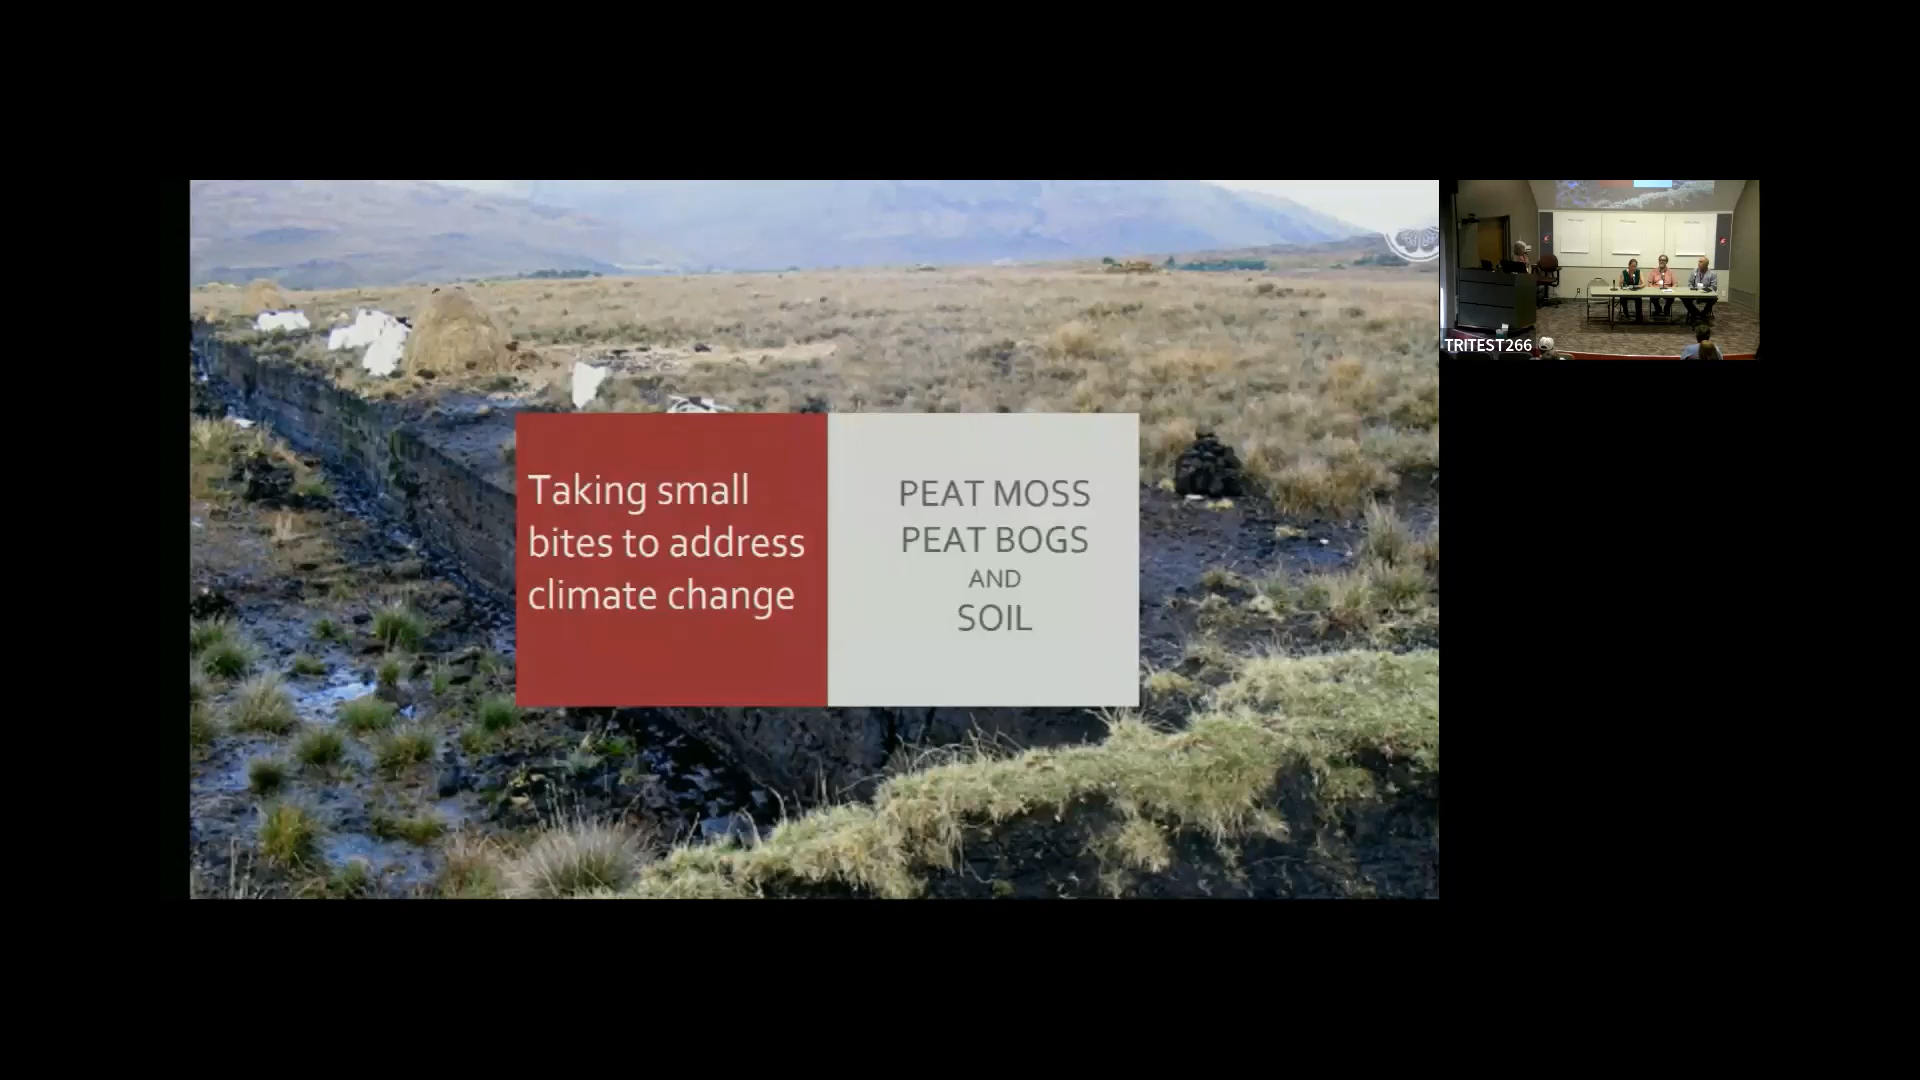 Taking small
bites to address
climate change
PEAT MOSS
PEAT BOGS
AND
SOIL
TRITEST266